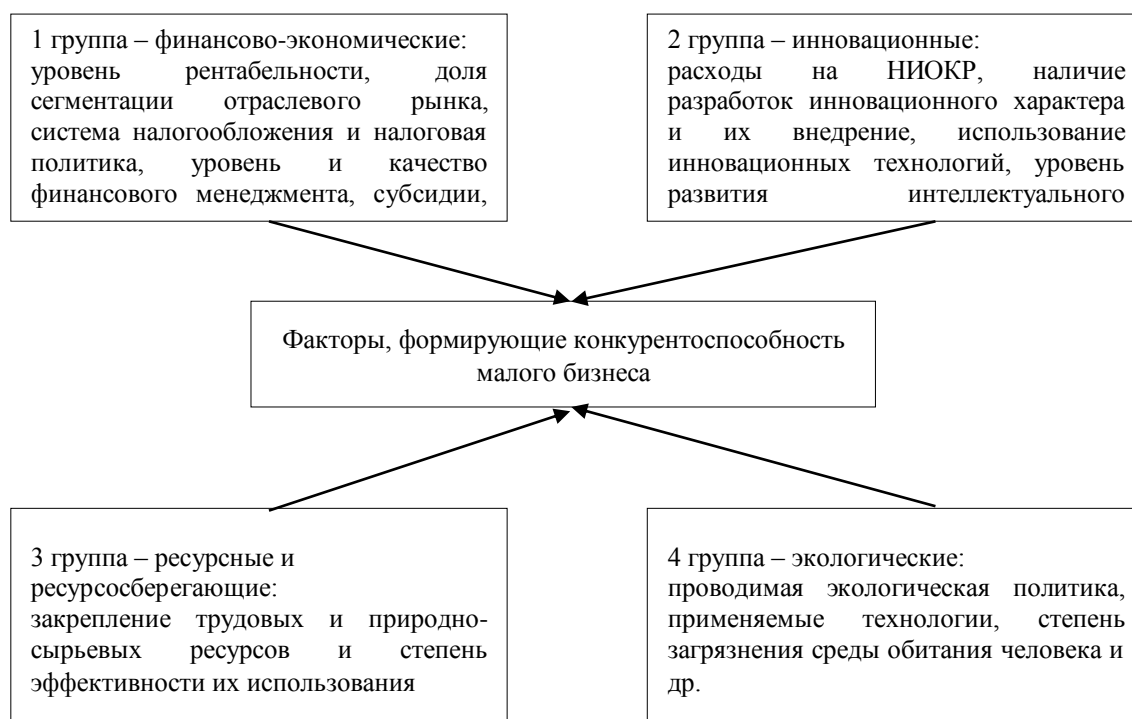 1 группа – финансово-экономические:
уровень рентабельности, доля
сегментации отраслевого рынка,
система налогообложения и налоговая
политика, уровень и качество
финансового менеджмента, субсидии,
2 группа – инновационные:
расходы на НИОКР, наличие
разработок инновационного характера
и их внедрение, использование
инновационных технологий, уровень
развития интеллектуального
Факторы, формирующие конкурентоспособность
малого бизнеса
3 группа – ресурсные и
ресурсосберегающие:
закрепление трудовых и природно-
сырьевых ресурсов и степень
эффективности их использования
4 группа – экологические:
проводимая экологическая политика,
применяемые технологии, степень
загрязнения среды обитания человека и
др.